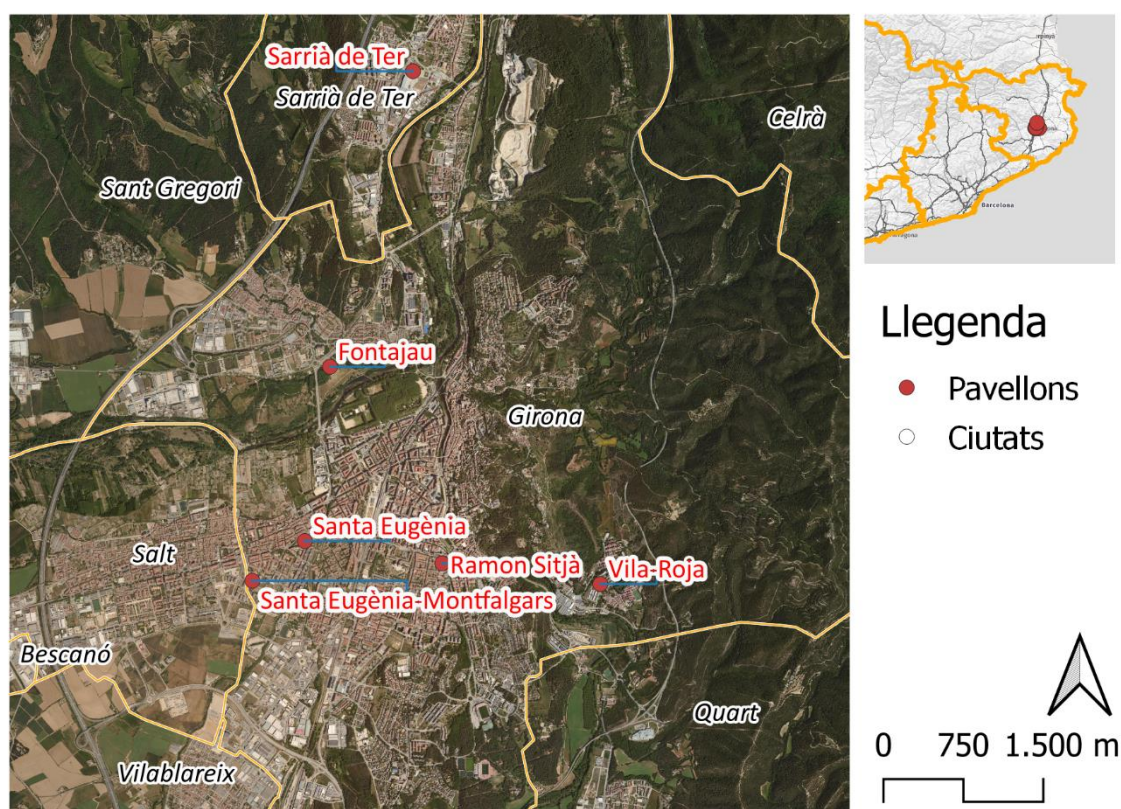 Sarrià de Ter
Sarrià de Ter
Celrà
Sant Gregori
Fontajau
Girona
Santa Eugènia
Salt
Ramon Sitjà
Vila-Roja
Santa Eugènia-Montfalgars
Bescanó
Quart
Vilablareix
Barcelona
Llegenda
Pavellons
Ciutats
0 750 1.500 m